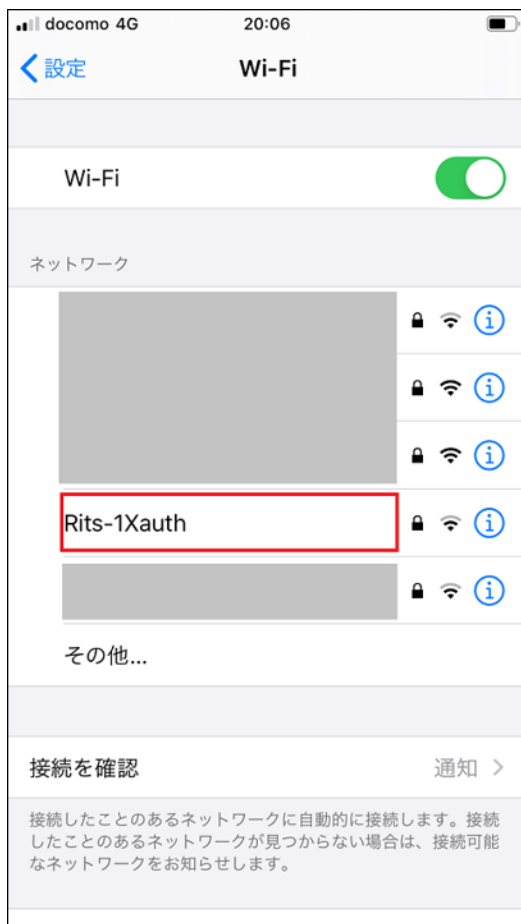 docomo 4G 20:06
設定 Wi-Fi
Wi-Fi
ネットワーク
Rits-1Xauth
その他...
接続を確認 通知
接続したことのあるネットワークに自動的に接続します。接続
したことのあるネットワークが見つからない場合は、接続可能
なネットワークをお知らせします。